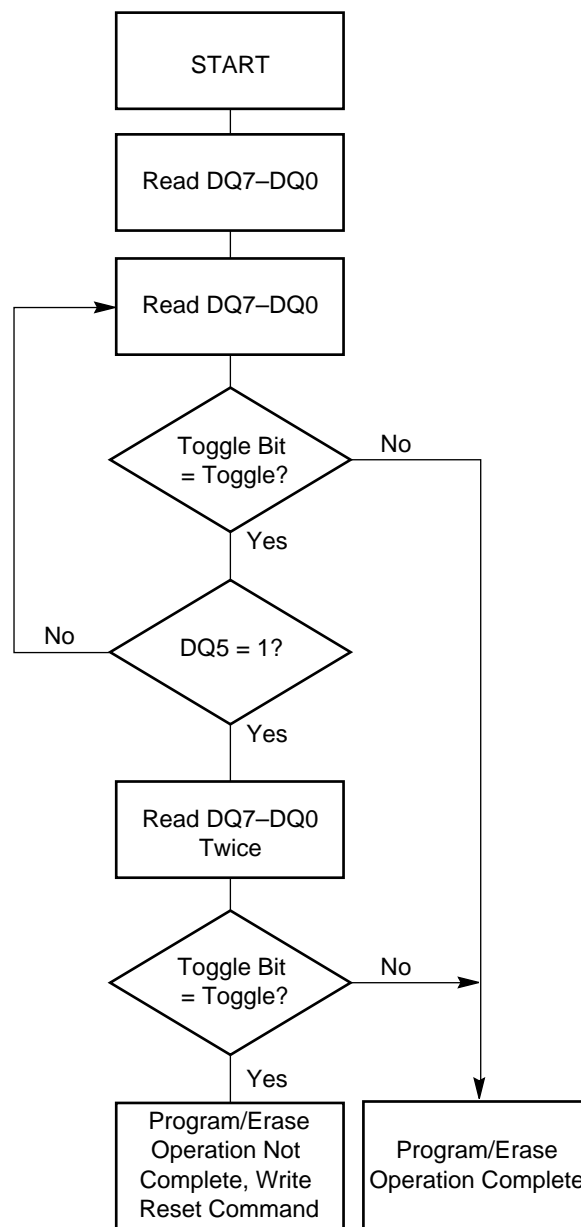 START
Read DQ7–DQ0
Read DQ7–DQ0
Toggle Bit
= Toggle?
No
Yes
No
DQ5 = 1?
Yes
Read DQ7–DQ0
Twice
Toggle Bit
= Toggle?
No
Yes
Program/Erase
Operation Not
Complete, Write
Reset Command
Program/Erase
Operation Complete